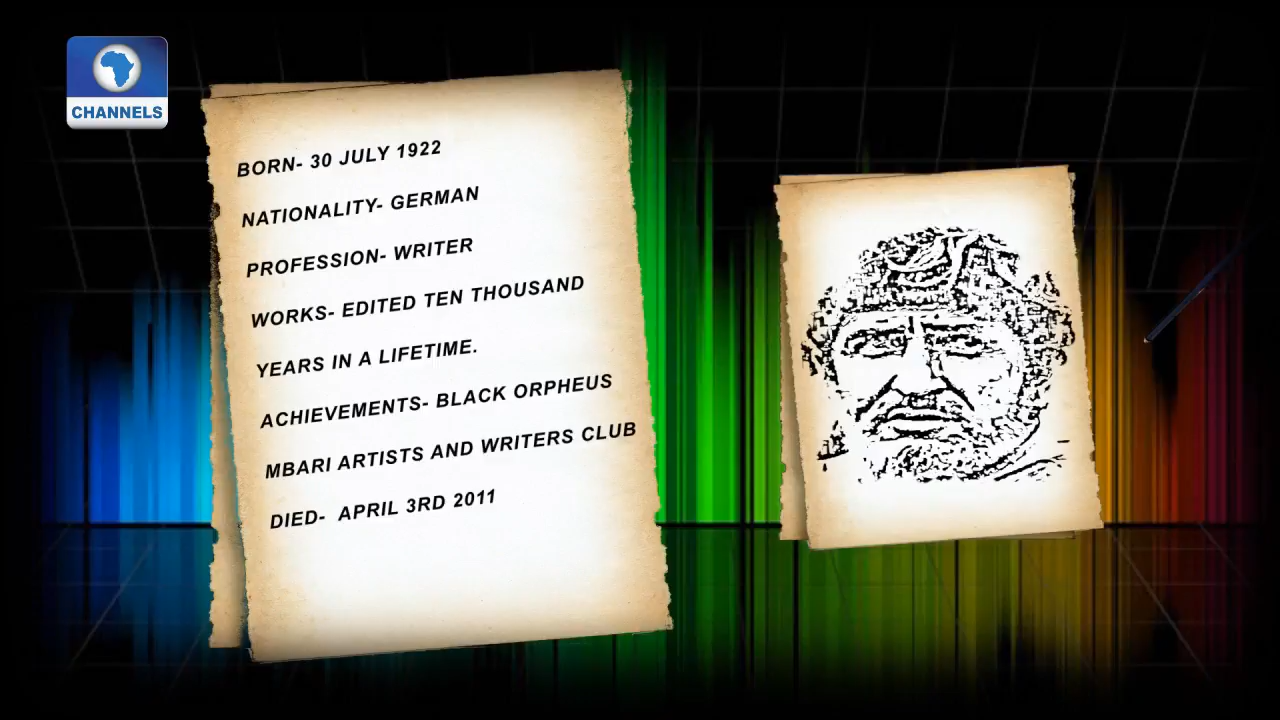 CHANNELS
BORN- 30 JULY 1922
NATIONALITY- GERMAN
PROFESSION- WRITER
WORKS- EDITED TEN THOUSAND
YEARS IN A LIFETIME.
ACHIEVEMENTS- BLACK ORPHEUS
MBARI ARTISTS AND WRITERS CLUB
DIED- APRIL 3RD 2011